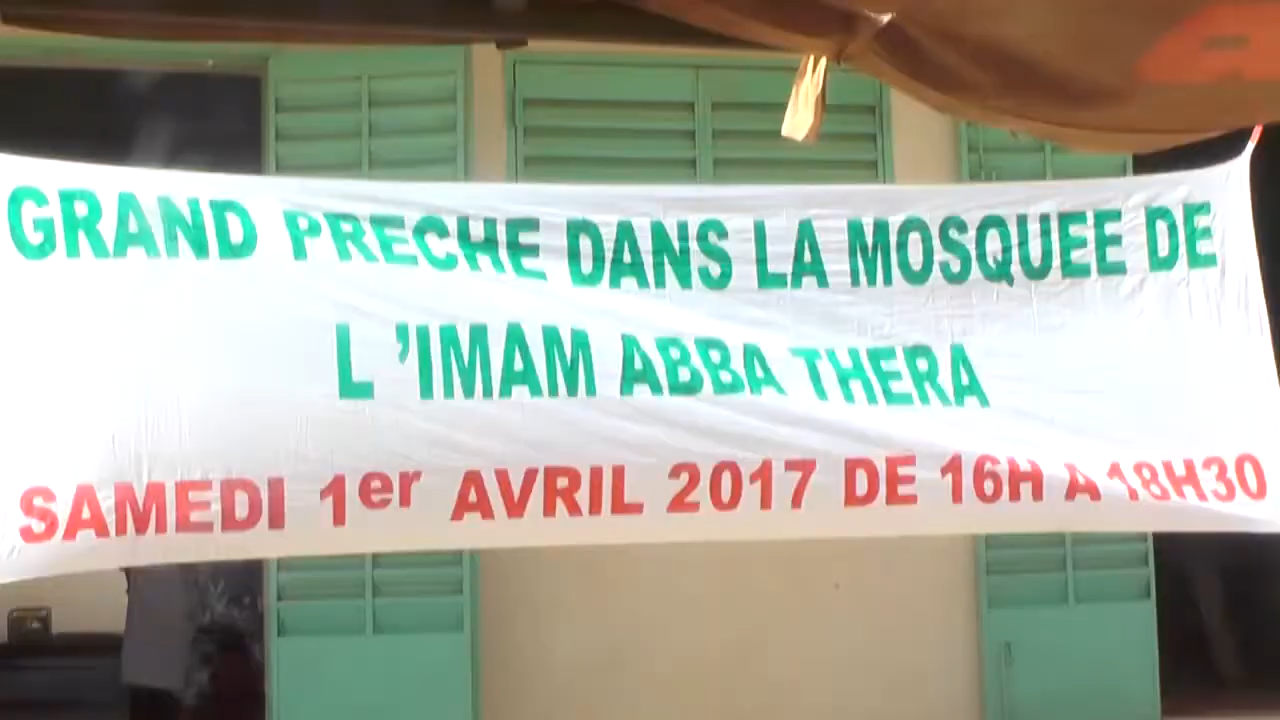 GRAND PRECHE DANS LA MOSQUEE DE
L 'IMAM ABBA THERA
SAMEDI 1er AVRIL 2017 DE 16H A 18H30